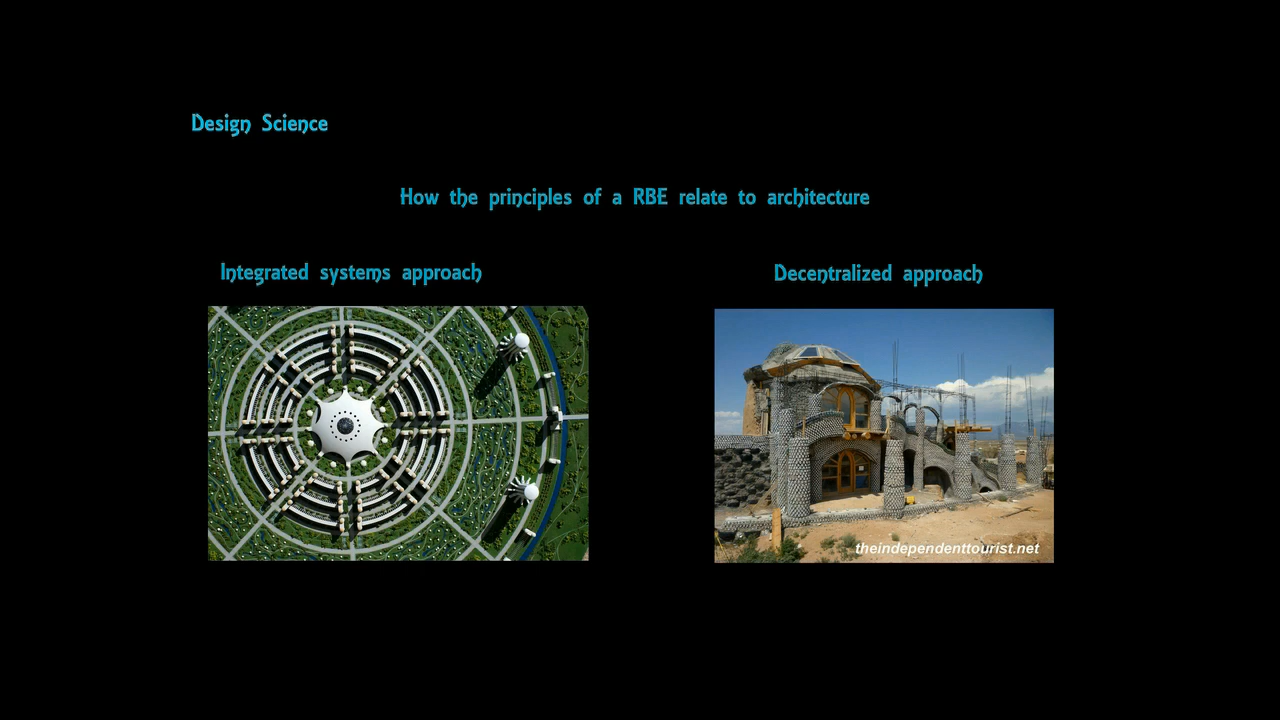 Design Science
How the principles of a RBE relate to architecture
Integrated systems approach
Decentralized approach
theindependenttourist.net